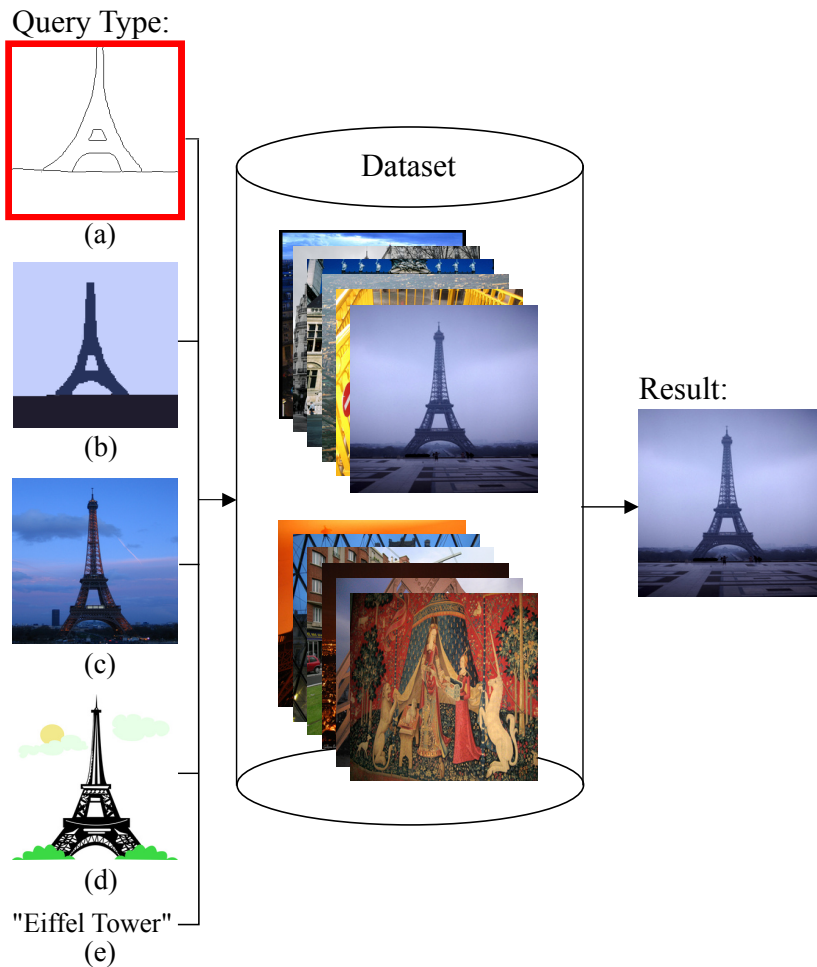 Query Type:
(a)
(b)
(c)
(d)
"Eiffel Tower"
(e)
Dataset
Result: